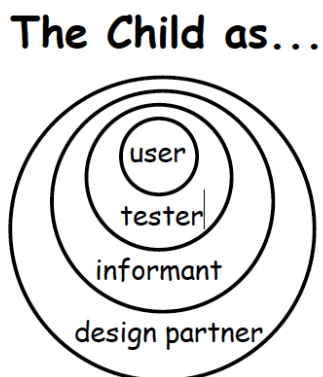 The Child as...
user
tester
informant
design partner